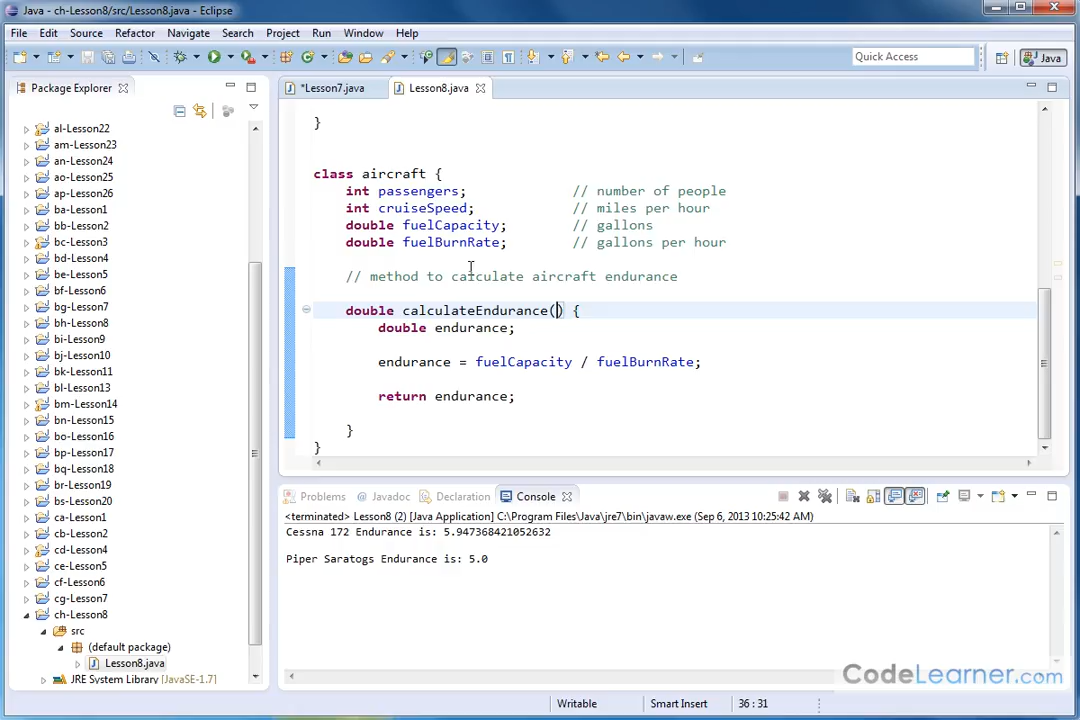 Java - ch-Lesson8/src/Lesson8.java - Eclipse
File Edit Source Refactor Navigate Search Project Run Window Help
Quick Access
Java
Package Explorer
*Lesson7.java
Lesson8.java
al-Lesson22
am-Lesson23
an-Lesson24
ao-Lesson25
ap-Lesson26
ba-Lesson1
bb-Lesson2
bc-Lesson3
bd-Lesson4
be-Lesson5
bf-Lesson6
bg-Lesson7
bh-Lesson8
bi-Lesson9
bj-Lesson10
bk-Lesson11
bl-Lesson13
bm-Lesson14
bn-Lesson15
bo-Lesson16
bp-Lesson17
bq-Lesson18
br-Lesson19
bs-Lesson20
ca-Lesson1
cb-Lesson2
cd-Lesson4
ce-Lesson5
cf-Lesson6
cg-Lesson7
ch-Lesson8
src
(default package)
Lesson8.java
JRE System Library [JavaSE-1.7]
}
class aircraft {
int passengers; // number of people
int cruiseSpeed; // miles per hour
double fuelCapacity; // gallons
double fuelBurnRate; // gallons per hour
// method to calculate aircraft endurance
double calculateEndurance() {
double endurance;
endurance = fuelCapacity / fuelBurnRate;
return endurance;
}
}
Problems @ Javadoc Declaration Console
<terminated> Lesson8 (2) [Java Application] C:\Program Files\Java\jre7\bin\javaw.exe (Sep 6, 2013 10:25:42 AM)
Cessna 172 Endurance is: 5.947368421052632
Piper Saratogs Endurance is: 5.0
CodeLearner.com
Writable Smart Insert 36 : 31